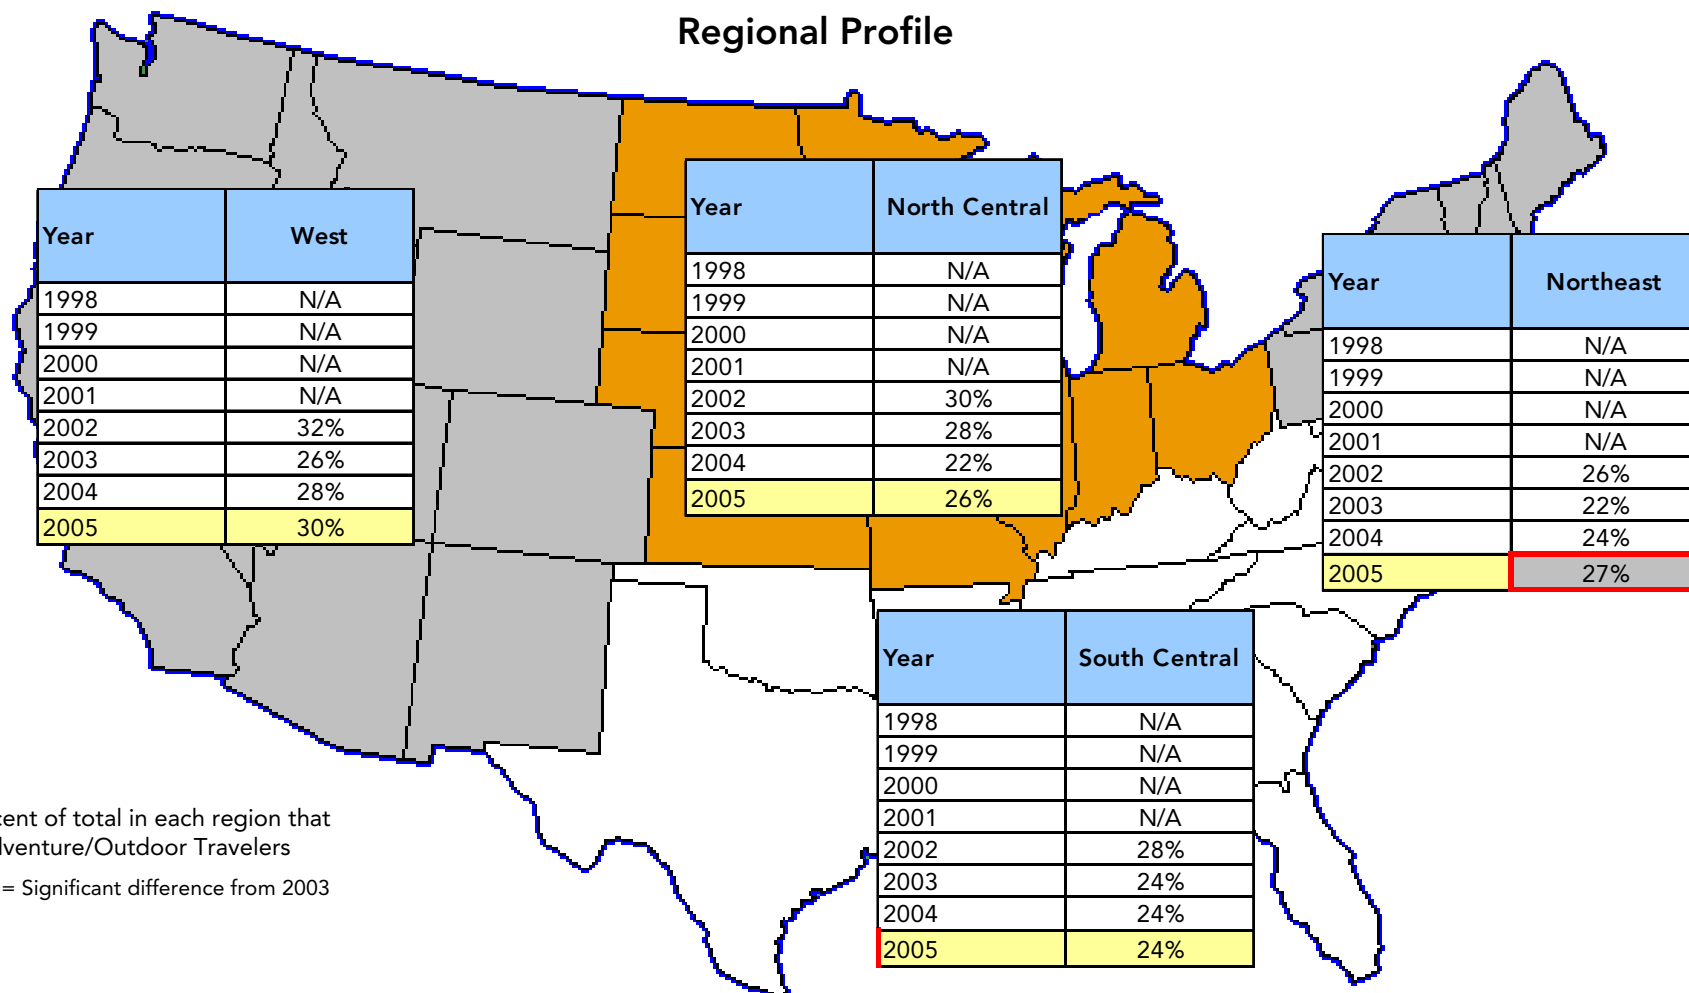 Regional Profile
Year West
1998 N/A
1999 N/A
2000 N/A
2001 N/A
2002 32%
2003 26%
2004 28%
2005 30%
Year North Central
1998 N/A
1999 N/A
2000 N/A
2001 N/A
2002 30%
2003 28%
2004 22%
2005 26%
Year Northeast
1998 N/A
1999 N/A
2000 N/A
2001 N/A
2002 26%
2003 22%
2004 24%
2005 27%
Year South Central
1998 N/A
1999 N/A
2000 N/A
2001 N/A
2002 28%
2003 24%
2004 24%
2005 24%
cent of total in each region that
dventure/Outdoor Travelers
= Significant difference from 2003